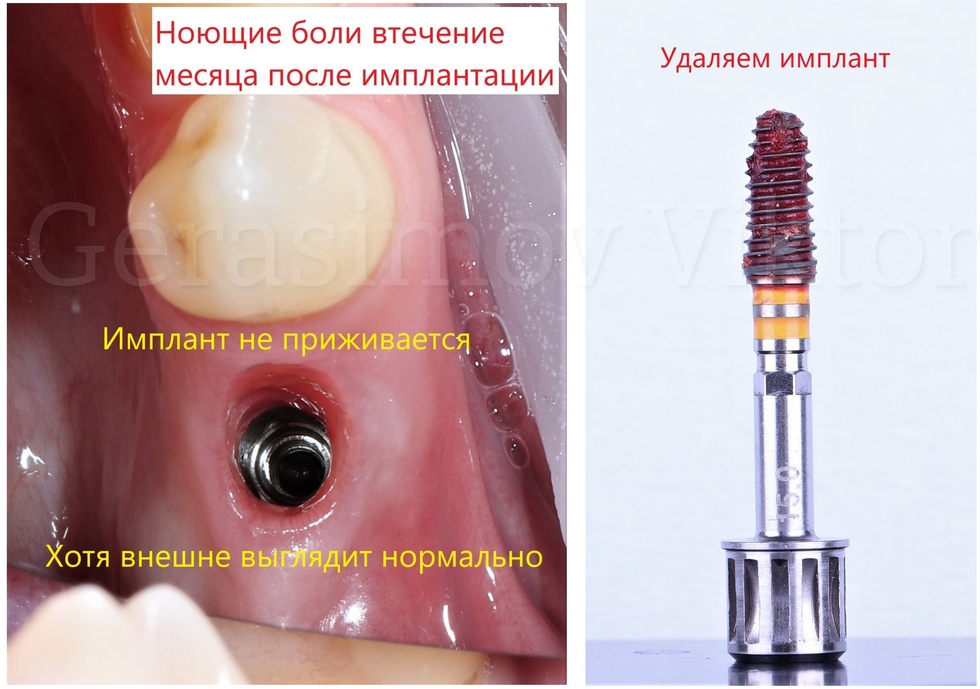 Ноющие боли втечение
месяца после имплантации
Удаляем имплант
Gerasimov Viktor
Имплант не приживается
Хотя внешне выглядит нормально
15.0